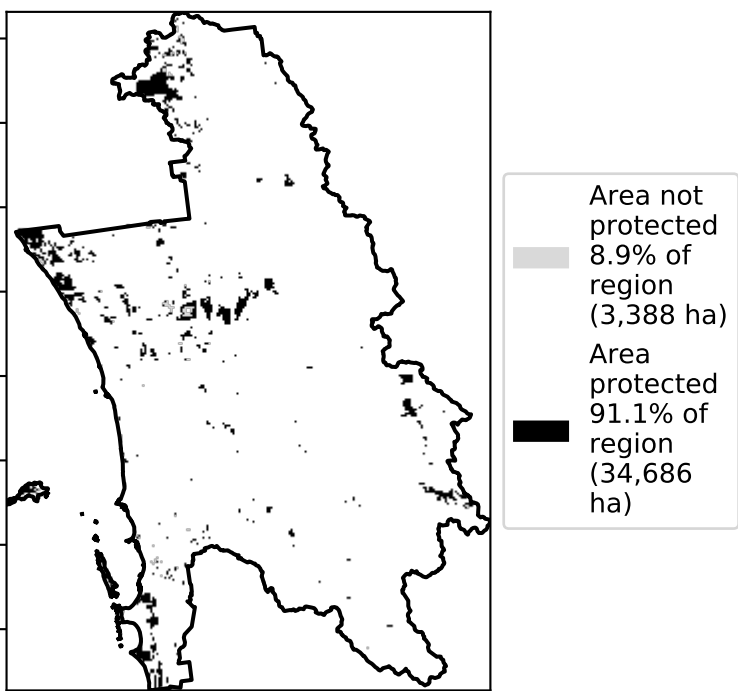 Area not
protected
8.9% of
region
(3,388 ha)
Area
protected
91.1% of
region
(34,686
ha)